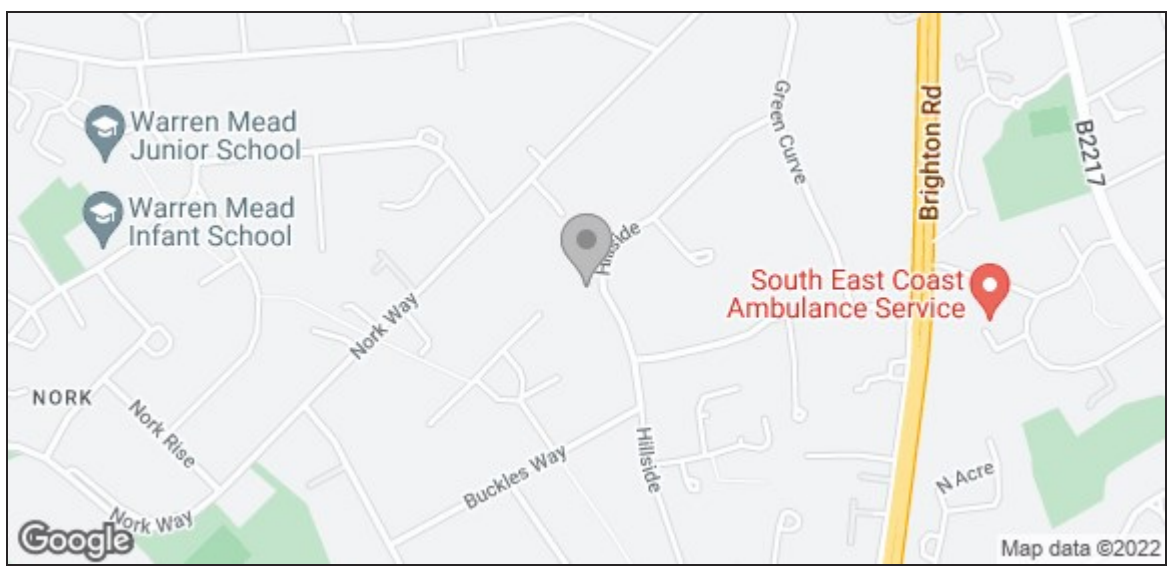 Warren Mead
Junior School
Warren Mead
Infant School
Green Curve
Brighton Rd
B2217
Hillside
South East Coast
Ambulance Service
Nork Way
NORK
Nork Rise
Hillside
Buckles Way
N Acre
Nork Way
Google
Map data ©2022